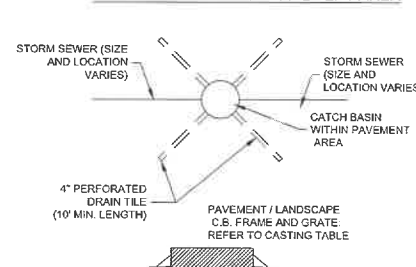 STORM SEWER (SIZE
AND LOCATION
VARIES)
STORM SEWER
(SIZE AND
LOCATION VARIES
CATCH BASIN
WITHIN PAVEMENT
AREA
4" PERFORATED
DRAIN TILE
(10' MIN. LENGTH)
PAVEMENT / LANDSCAPE
C.B. FRAME AND GRATE:
REFER TO CASTING TABLE